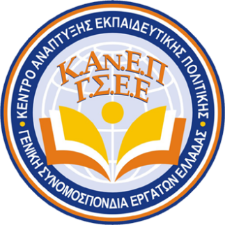 ΚΕΝΤΡΟ ΑΝΑΠΤΥΞΗΣ ΕΚΠΑΙΔΕΥΤΙΚΗΣ ΠΟΛΙΤΙΚΗΣ
Κ.ΑΝ.Ε.Π
Γ.Σ.Ε.Ε
ΓΕΝΙΚΗ ΣΥΝΟΜΟΣΠΟΝΔΙΑ ΕΡΓΑΤΩΝ ΕΛΛΑΔΑΣ